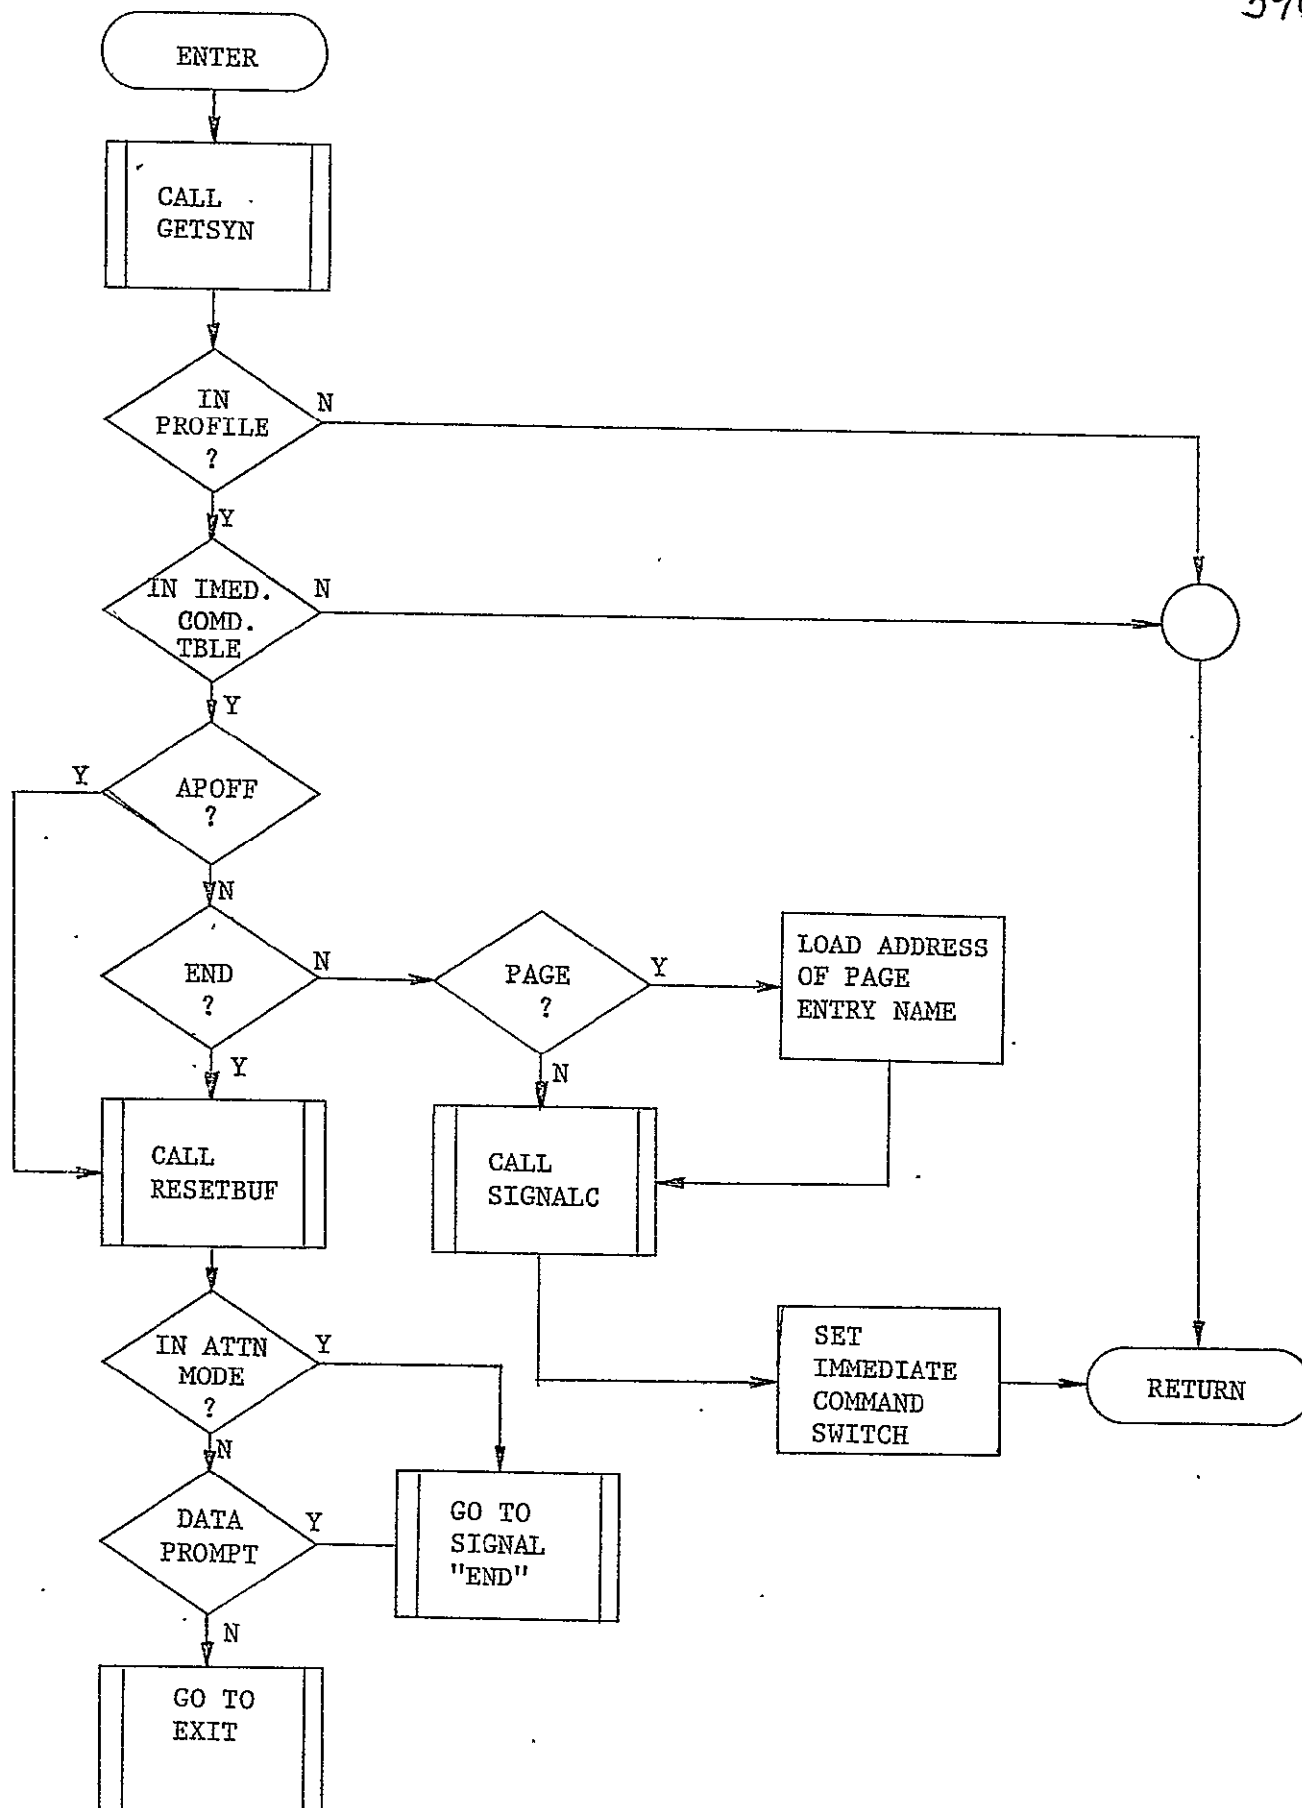 ENTER
CALL
GETSYN
IN
PROFILE
?
N
Y
IN IMED.
COMD.
TBLE
N
Y
APOFF
?
Y
N
END
?
N
Y
PAGE
?
Y
N
LOAD ADDRESS
OF PAGE
ENTRY NAME
CALL
RESETBUF
CALL
SIGNALC
IN ATTN
MODE
?
Y
N
SET
IMMEDIATE
COMMAND
SWITCH
RETURN
DATA
PROMPT
Y
N
GO TO
SIGNAL
"END"
GO TO
EXIT